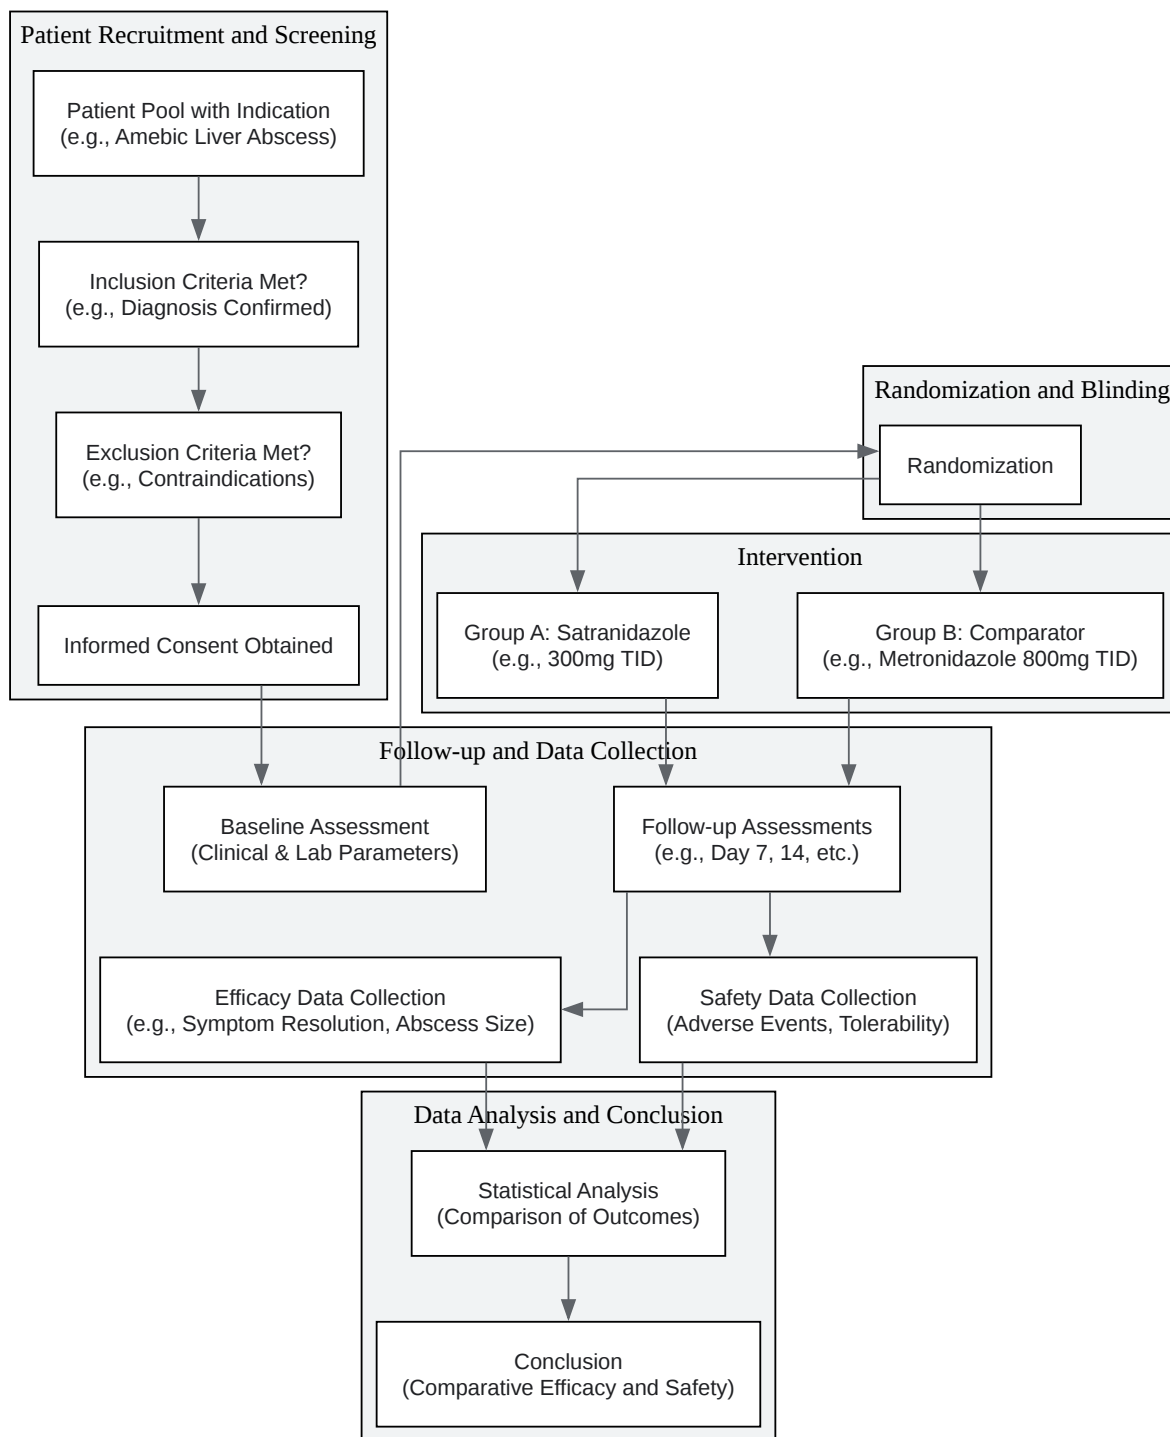 Patient Recruitment and Screening
Patient Pool with Indication
(e.g., Amebic Liver Abscess)
Inclusion Criteria Met?
(e.g., Diagnosis Confirmed)
Exclusion Criteria Met?
(e.g., Contraindications)
Informed Consent Obtained
Randomization and Blinding
Randomization
Intervention
Group A: Satranidazole
(e.g., 300mg TID)
Group B: Comparator
(e.g., Metronidazole 800mg TID)
Follow-up and Data Collection
Baseline Assessment
(Clinical & Lab Parameters)
Follow-up Assessments
(e.g., Day 7, 14, etc.)
Efficacy Data Collection
(e.g., Symptom Resolution, Abscess Size)
Safety Data Collection
(Adverse Events, Tolerability)
Data Analysis and Conclusion
Statistical Analysis
(Comparison of Outcomes)
Conclusion
(Comparative Efficacy and Safety)